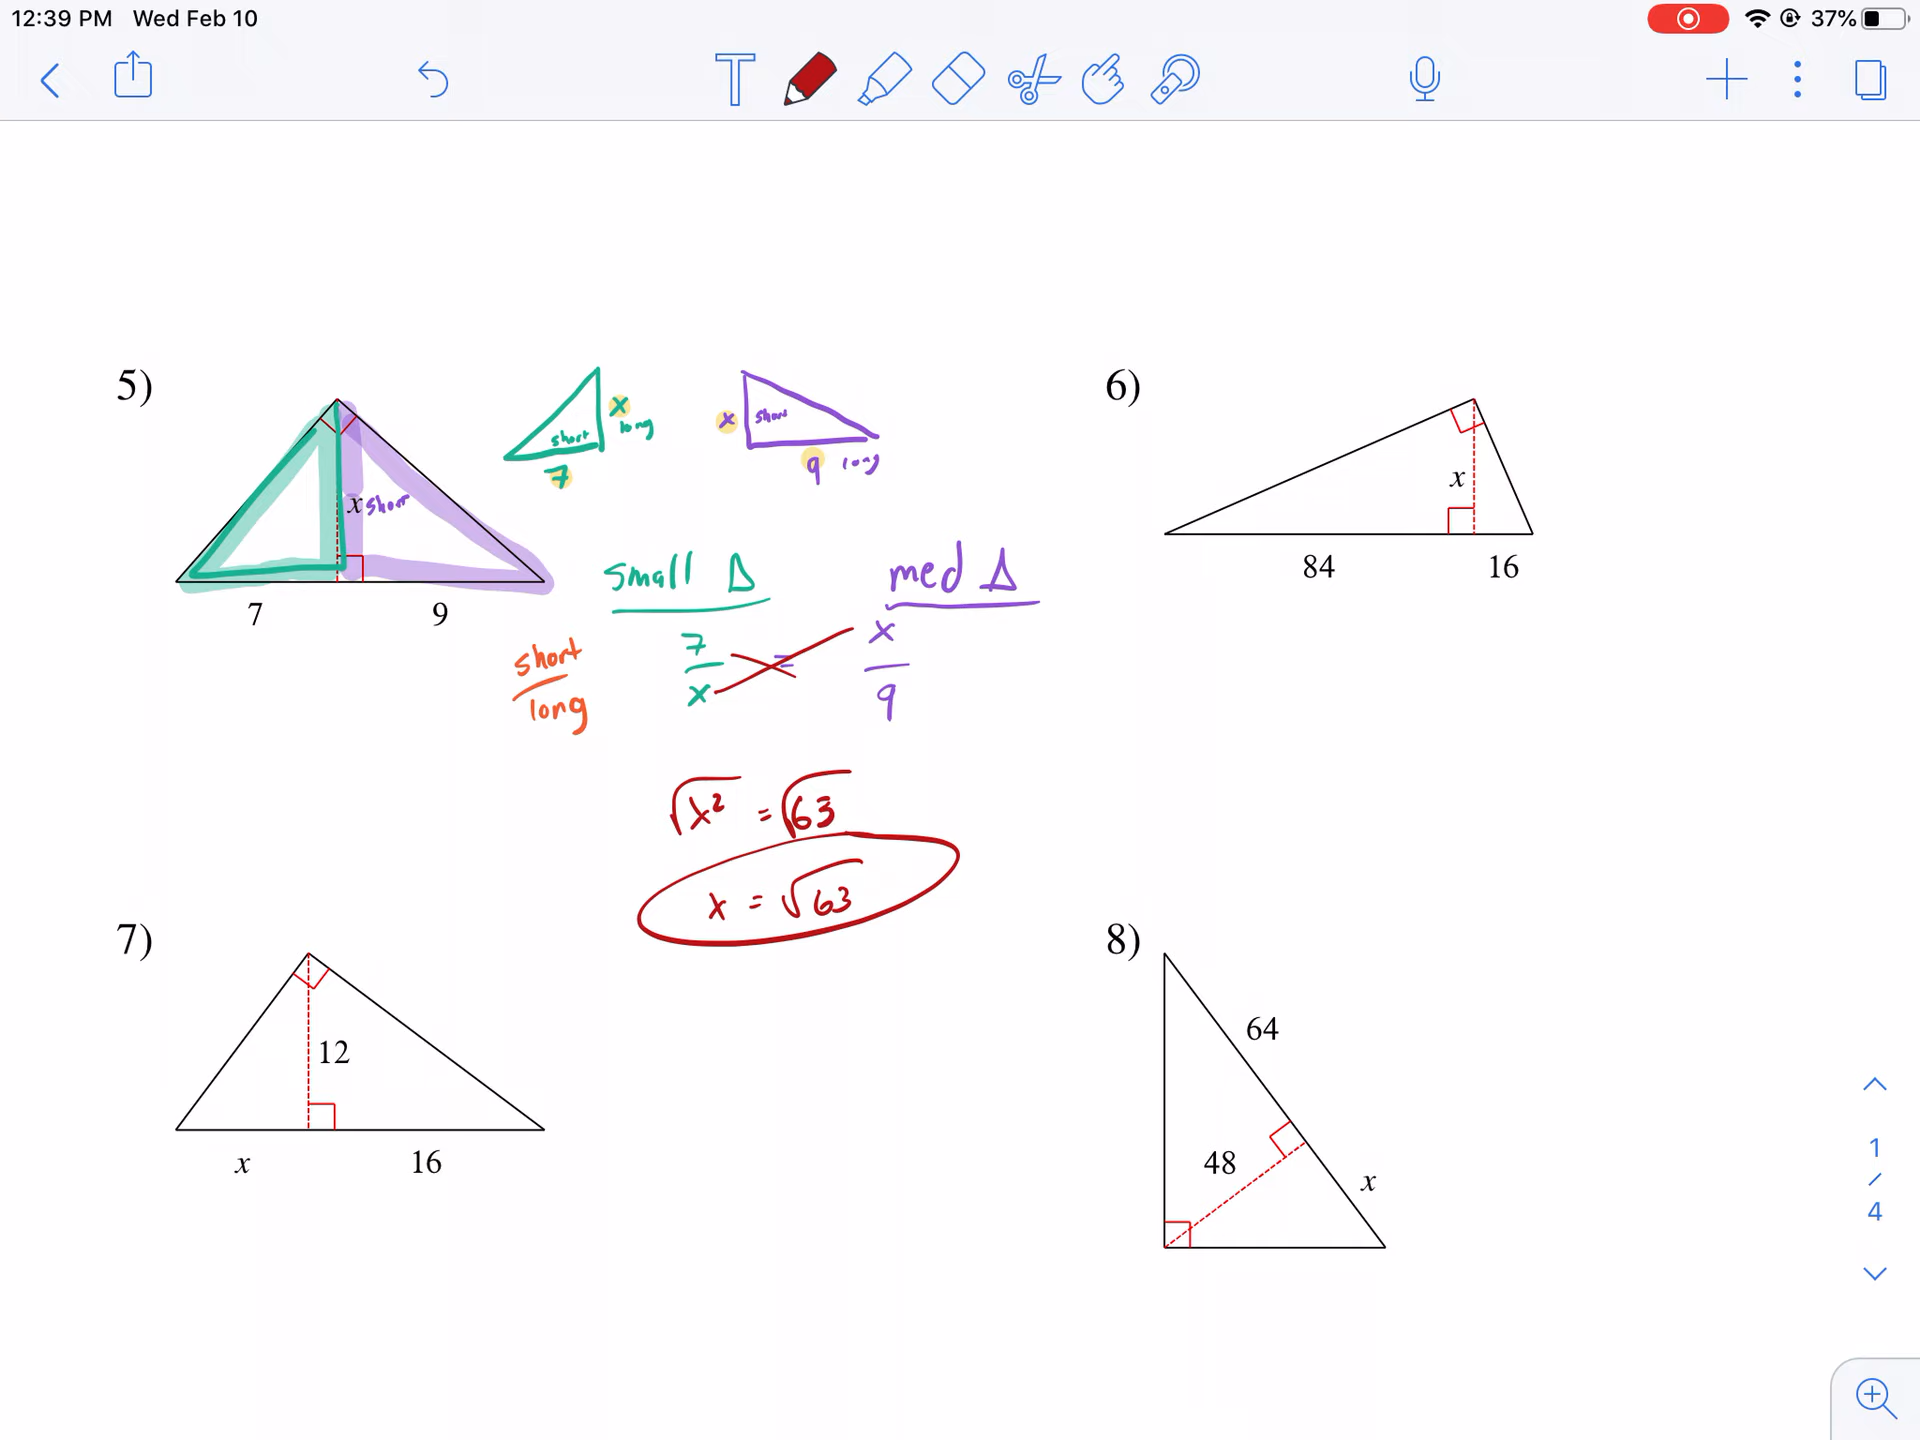 12:39 PM Wed Feb 10
37%
T
5)
x
short
7
9
short
7
x
long
x
short
9 long
small Δ
med Δ
short
long
7
x
=
x
9
√x² = √63
x = √63
6)
x
84
16
7)
12
x
16
8)
64
48
x
1
/
4